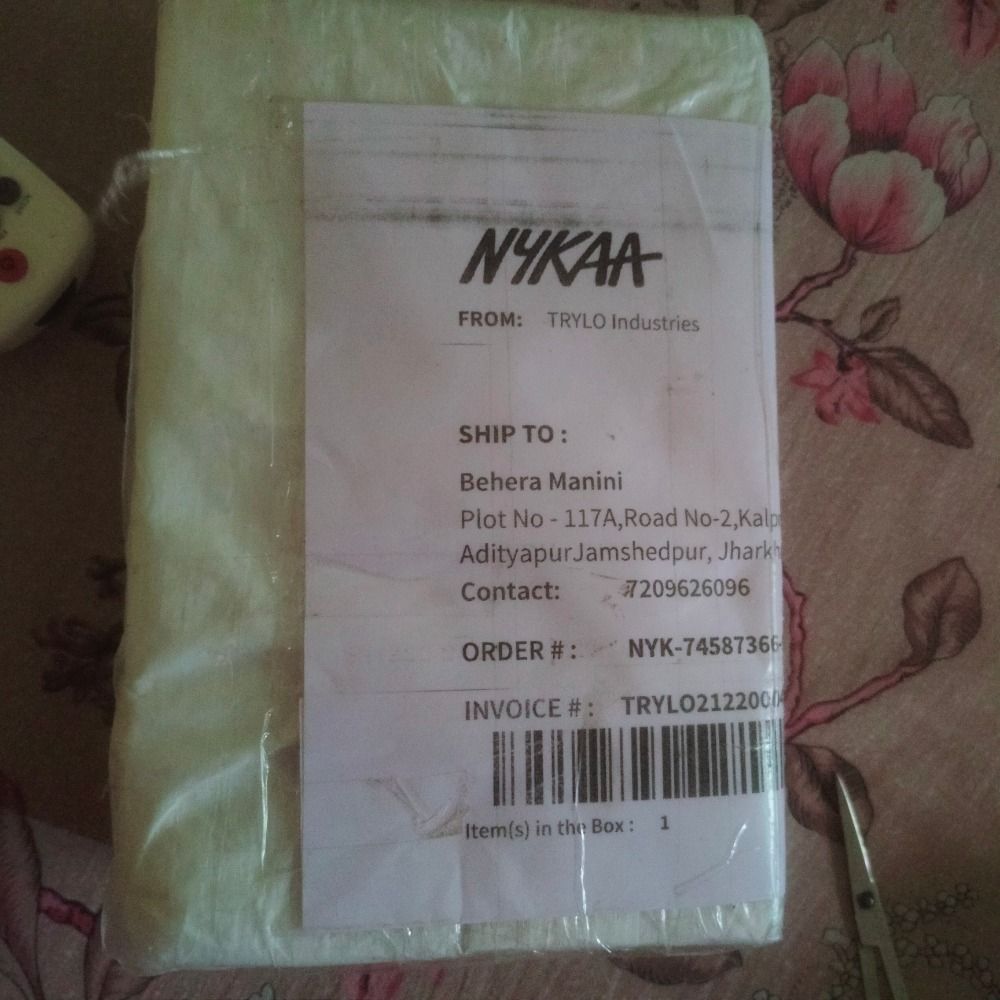 NYKAA
FROM: TRYLO Industries
SHIP TO :
Behera Manini
Plot No - 117A,Road No-2,Kalp
AdityapurJamshedpur, Jharkh
Contact: 7209626096
ORDER # : NYK-74587366
INVOICE # : TRYLO2122000
Item(s) in the Box : 1